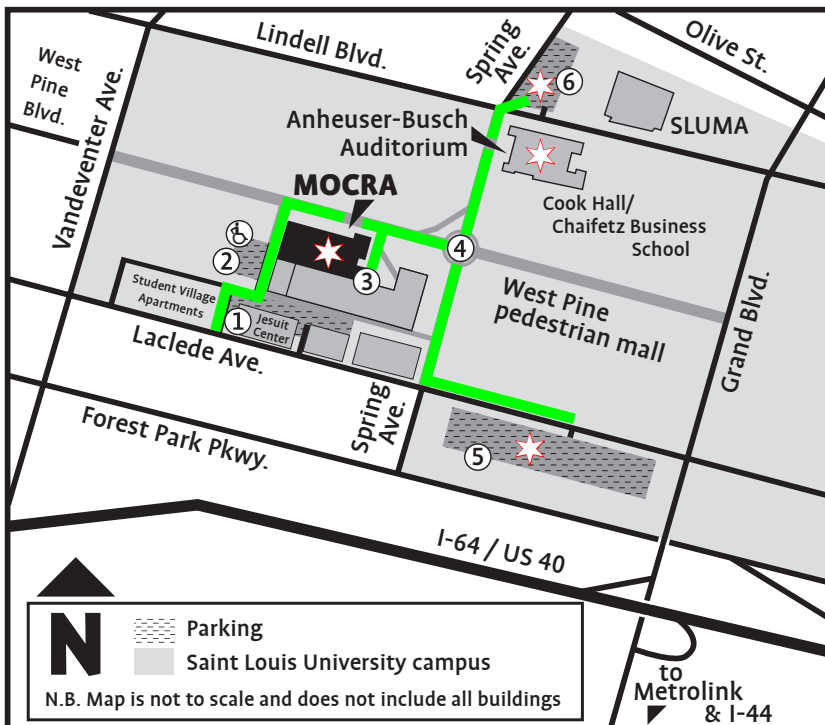 Lindell Blvd.
Spring
Ave.
Olive St.
West
Pine
Blvd.
Vandeventer Ave.
6
SLUMA
Anheuser-Busch
Auditorium
MOCRA
Cook Hall/
Chaifetz Business
School
2
3
4
Student Village
Apartments
1
Jesuit
Center
West Pine
pedestrian mall
Grand Blvd.
Laclede Ave.
Spring
Ave.
5
Forest Park Pkwy.
I-64 / US 40
N
Parking
Saint Louis University campus
N.B. Map is not to scale and does not include all buildings
to
Metrolink
& I-44